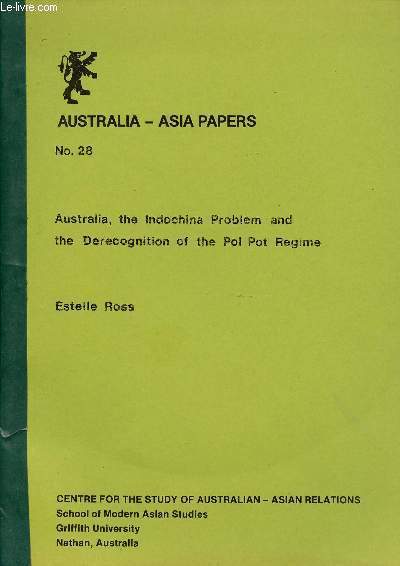 Le-livre.com
AUSTRALIA – ASIA PAPERS
No. 28
Australia, the Indochina Problem and
the Derecognition of the Pol Pot Regime
Estelle Ross
CENTRE FOR THE STUDY OF AUSTRALIAN – ASIAN RELATIONS
School of Modern Asian Studies
Griffith University
Nathan, Australia